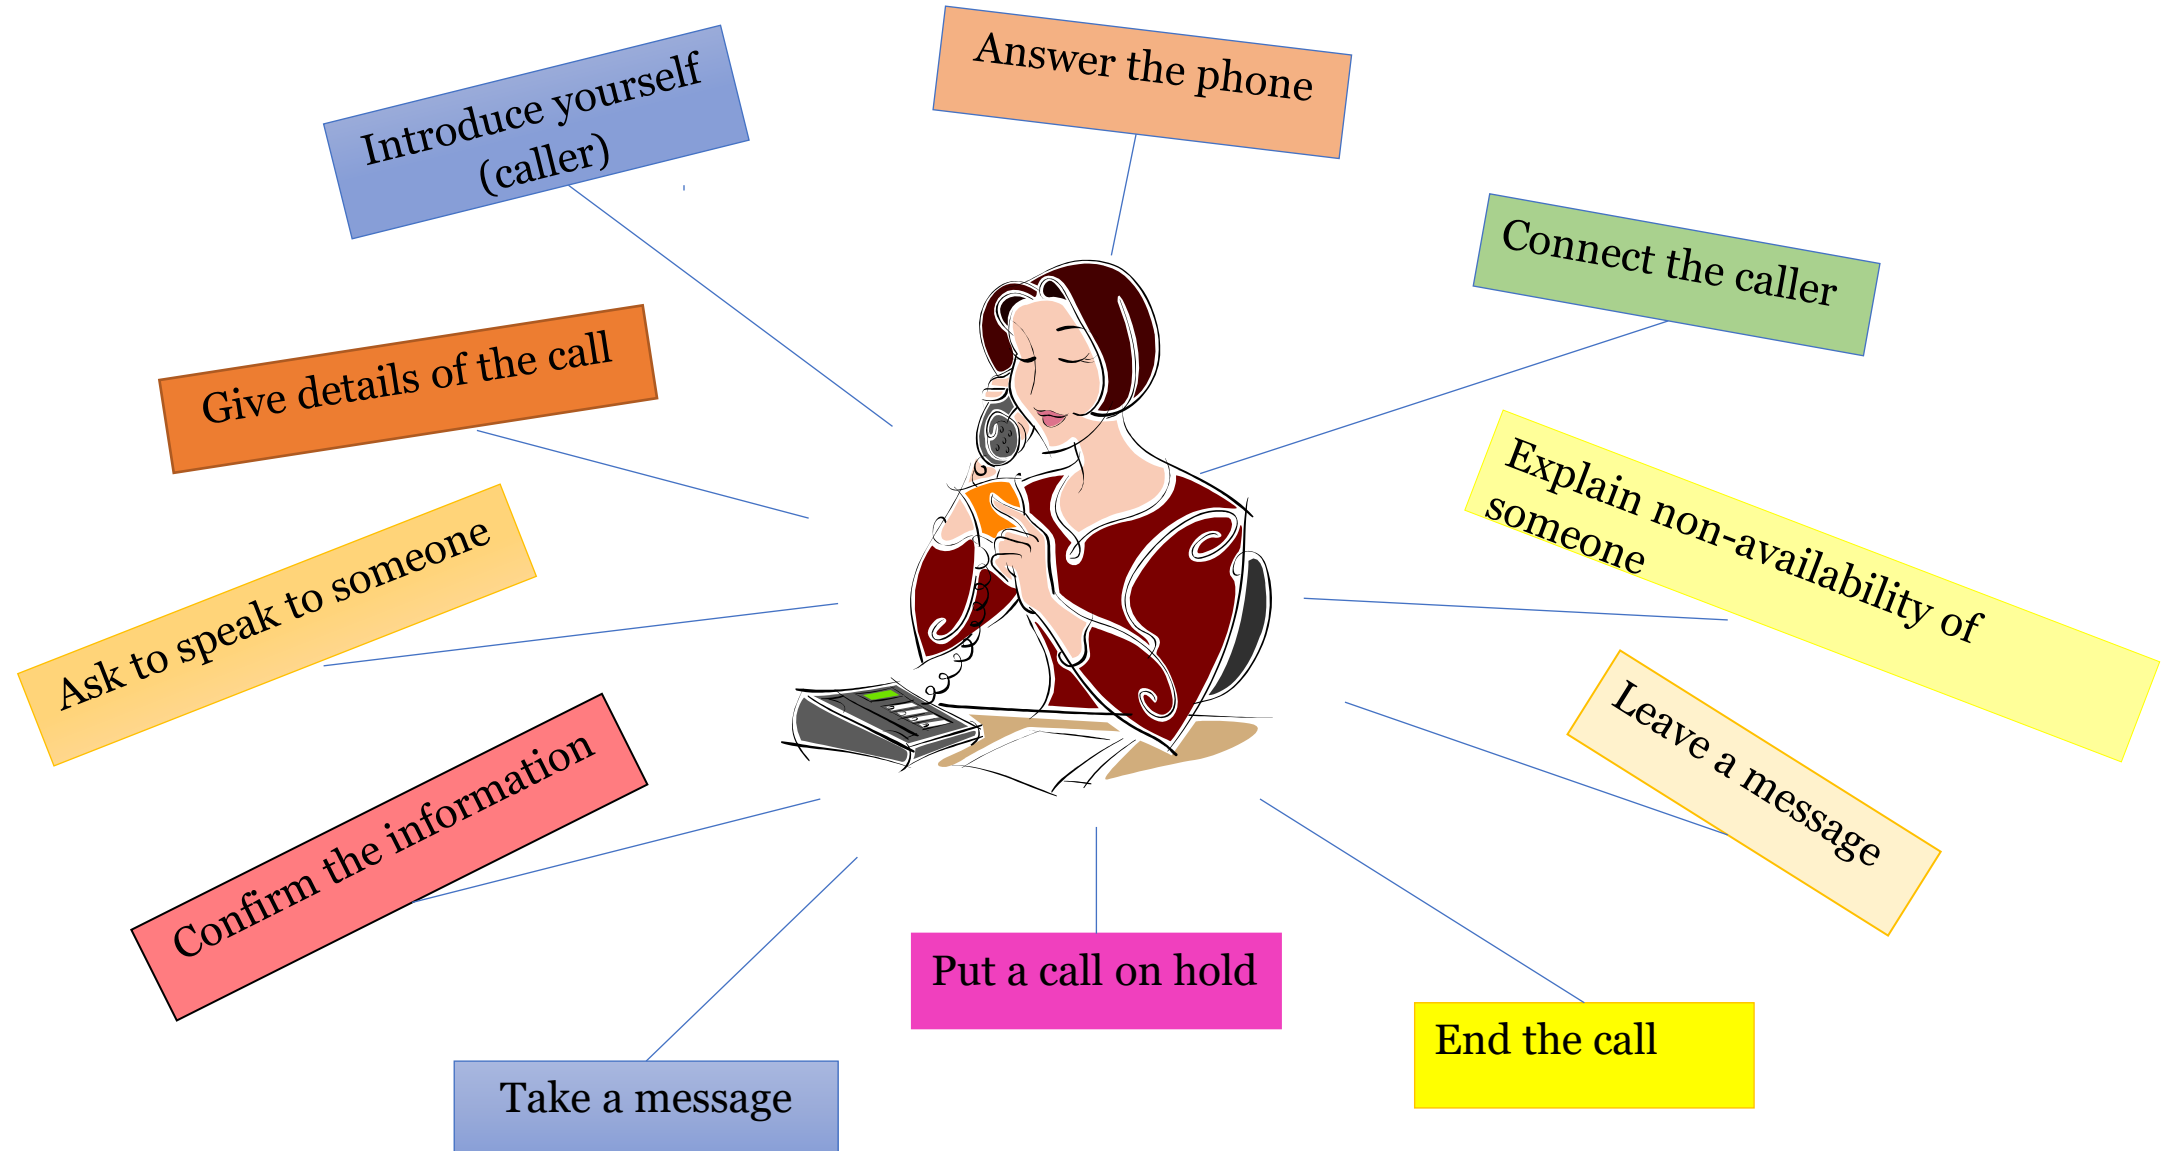 Introduce yourself
(caller)
Answer the phone
Connect the caller
Give details of the call
Explain non-availability of
someone
Ask to speak to someone
Leave a message
Confirm the information
Put a call on hold
End the call
Take a message